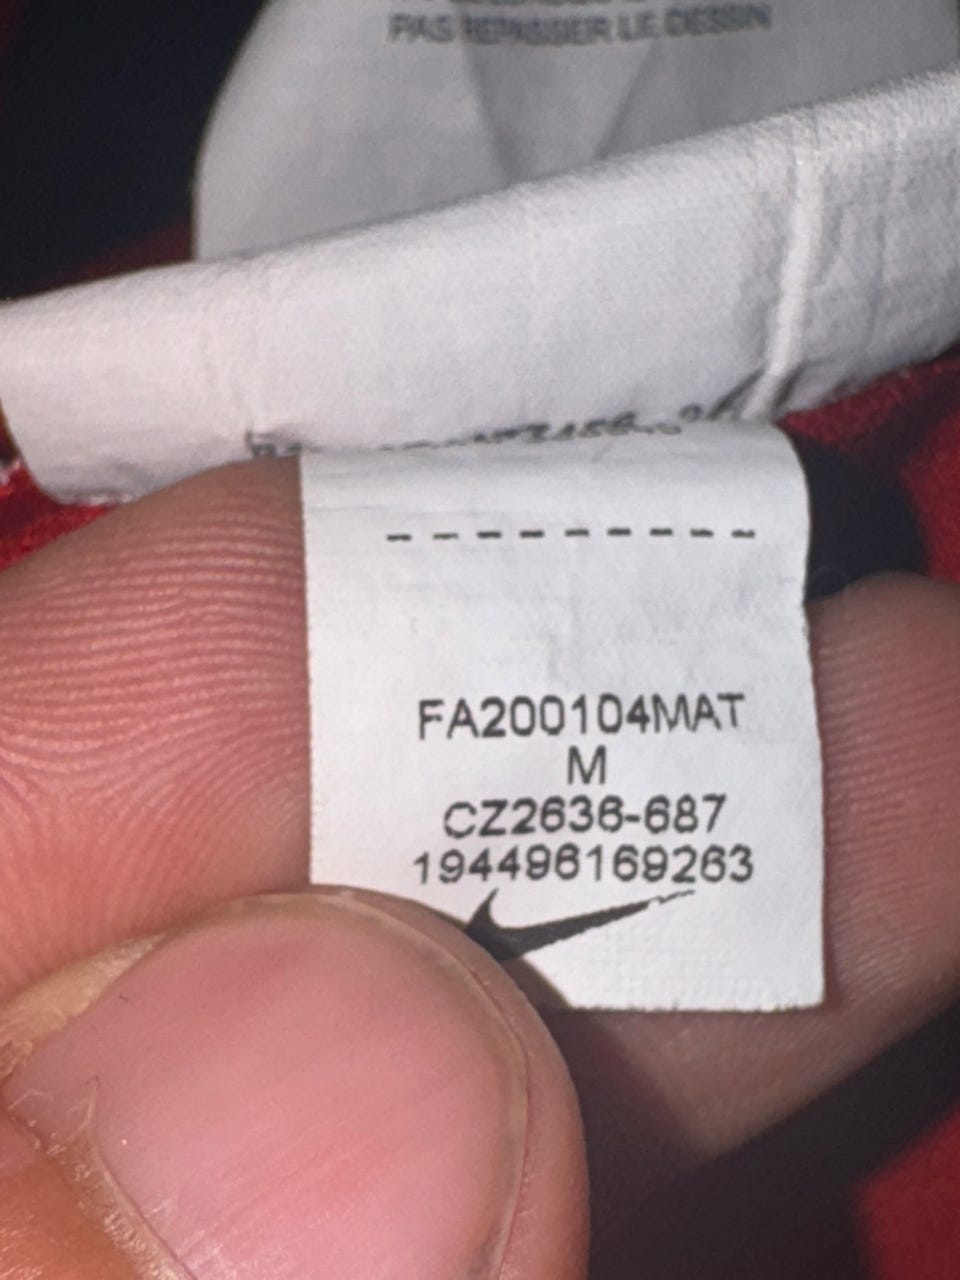 PAS REPASSER LE DESSIN
FA200104MAT
M
CZ2636-687
194496169263